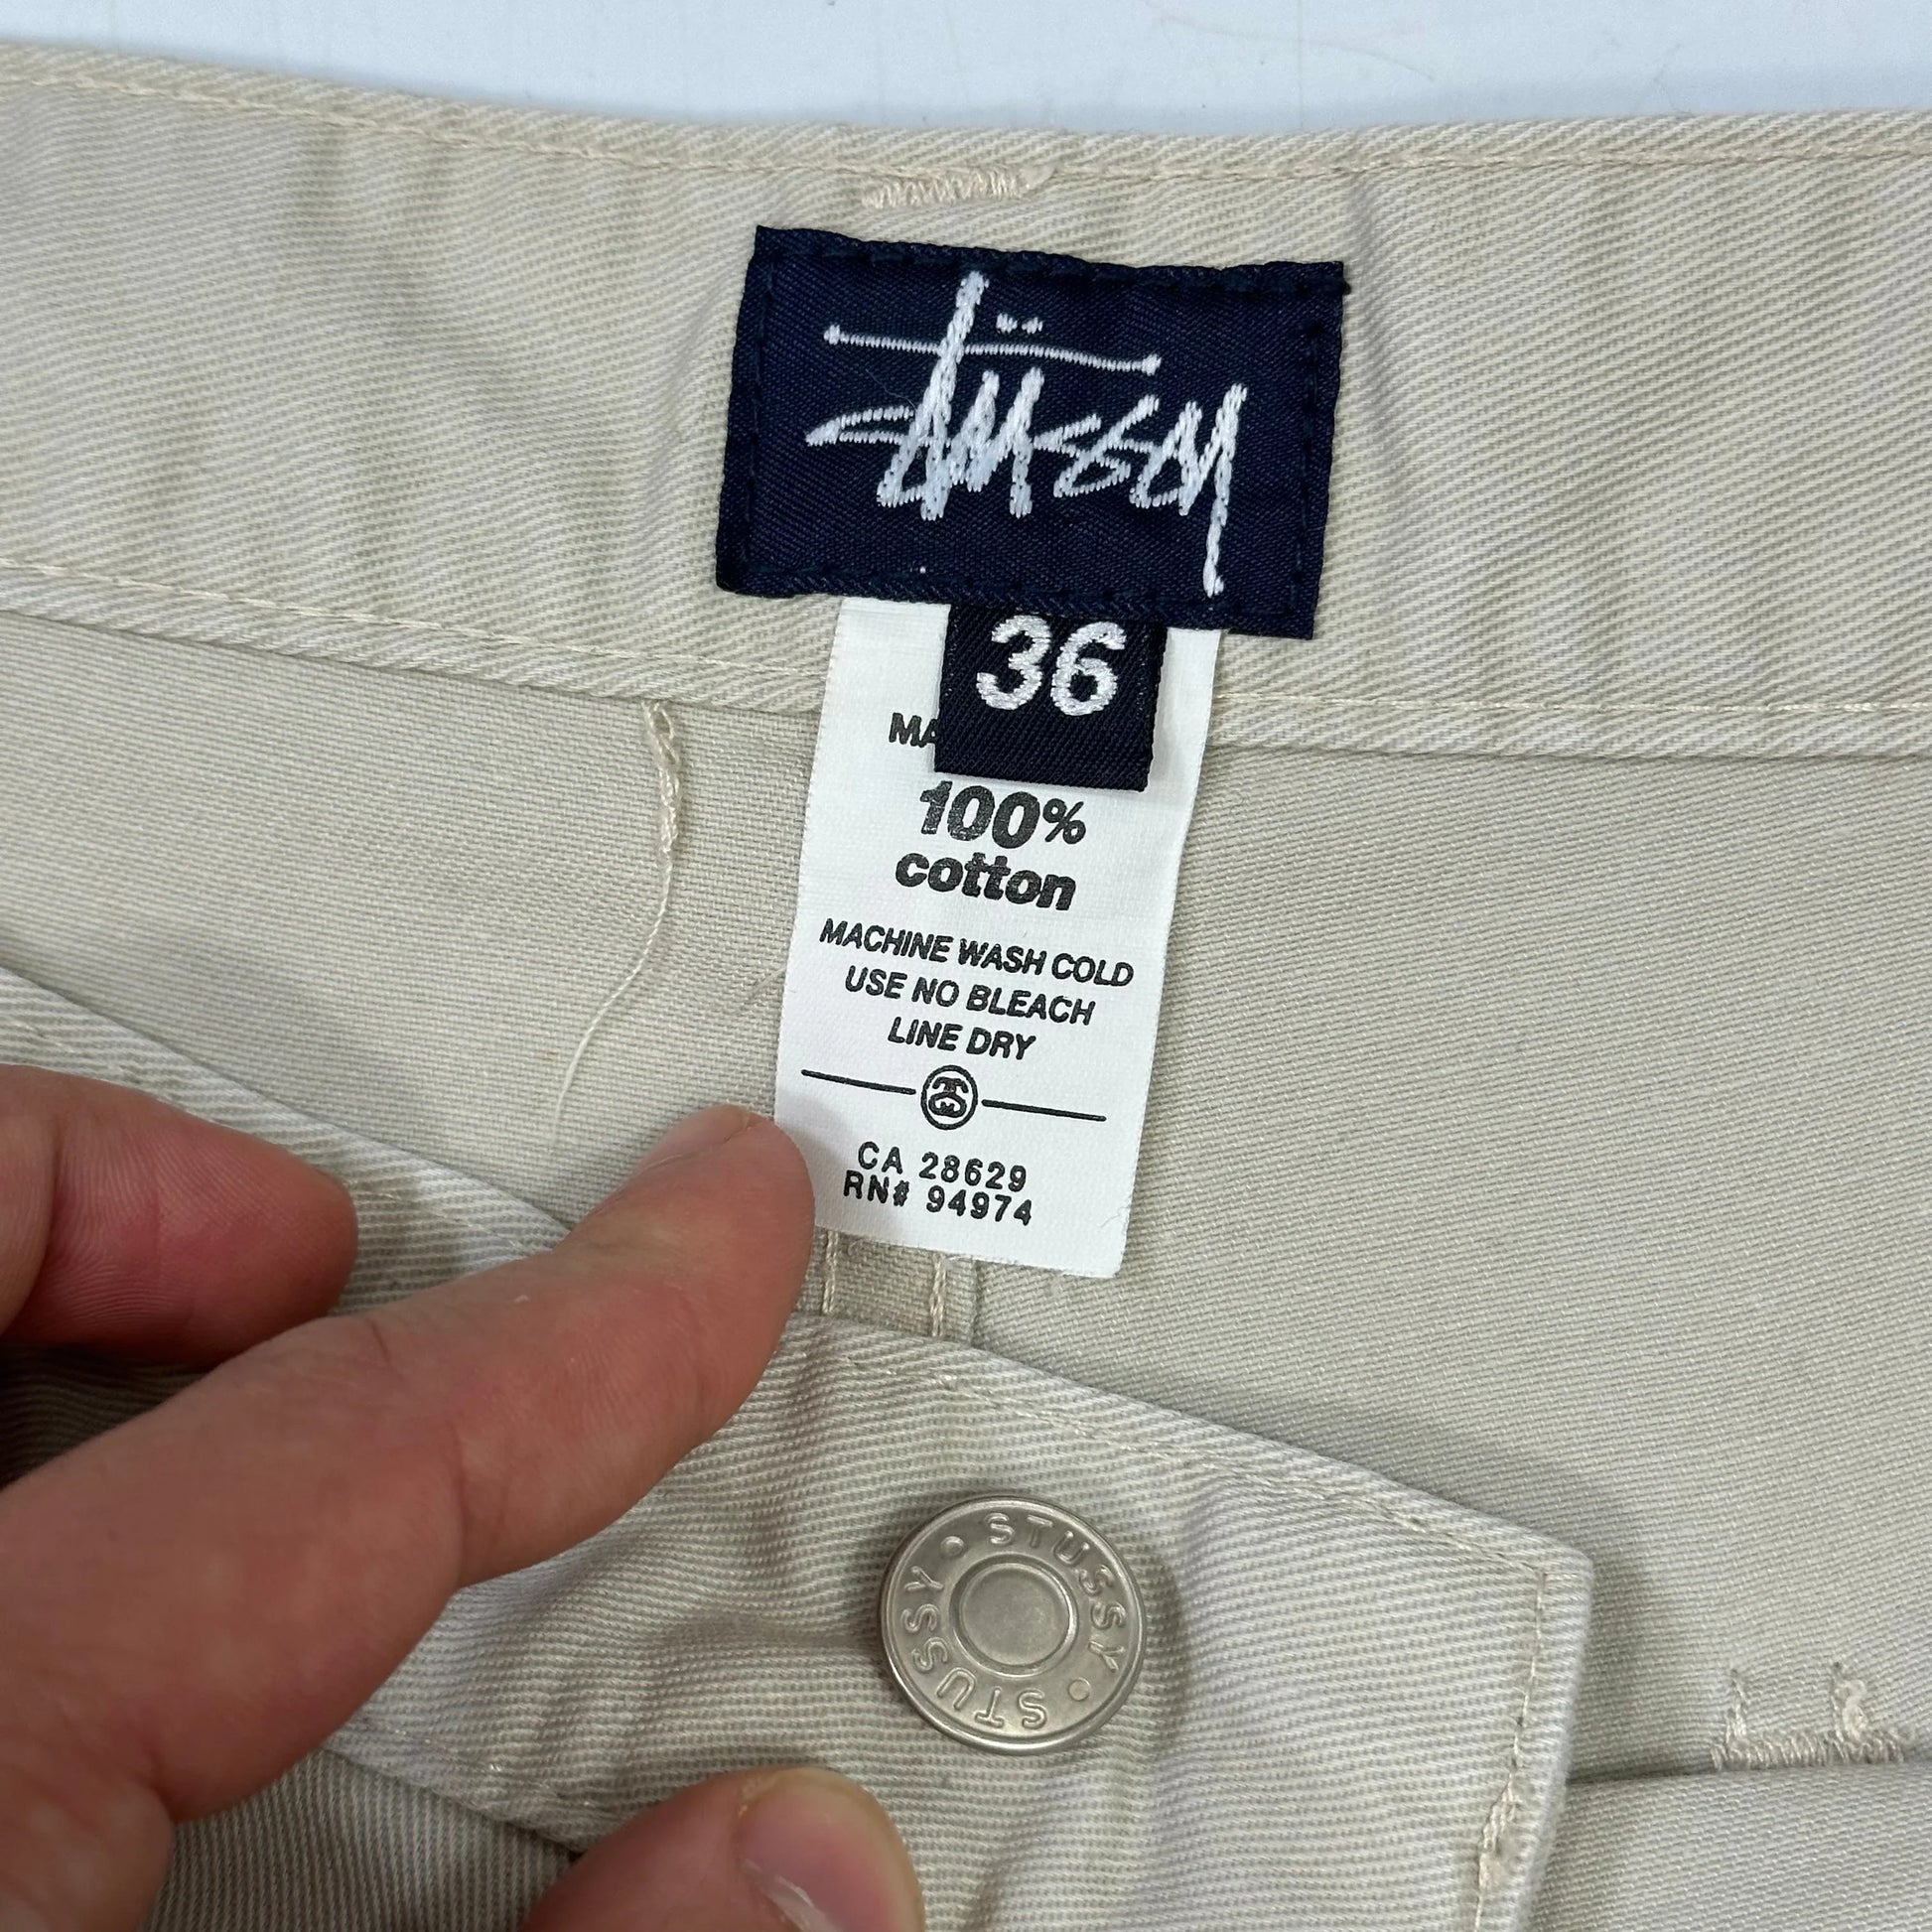 Stüssy
36
MA
100%
cotton
MACHINE WASH COLD
USE NO BLEACH
LINE DRY
CA 28629
RN# 94974
STUSSY • STUSSY •